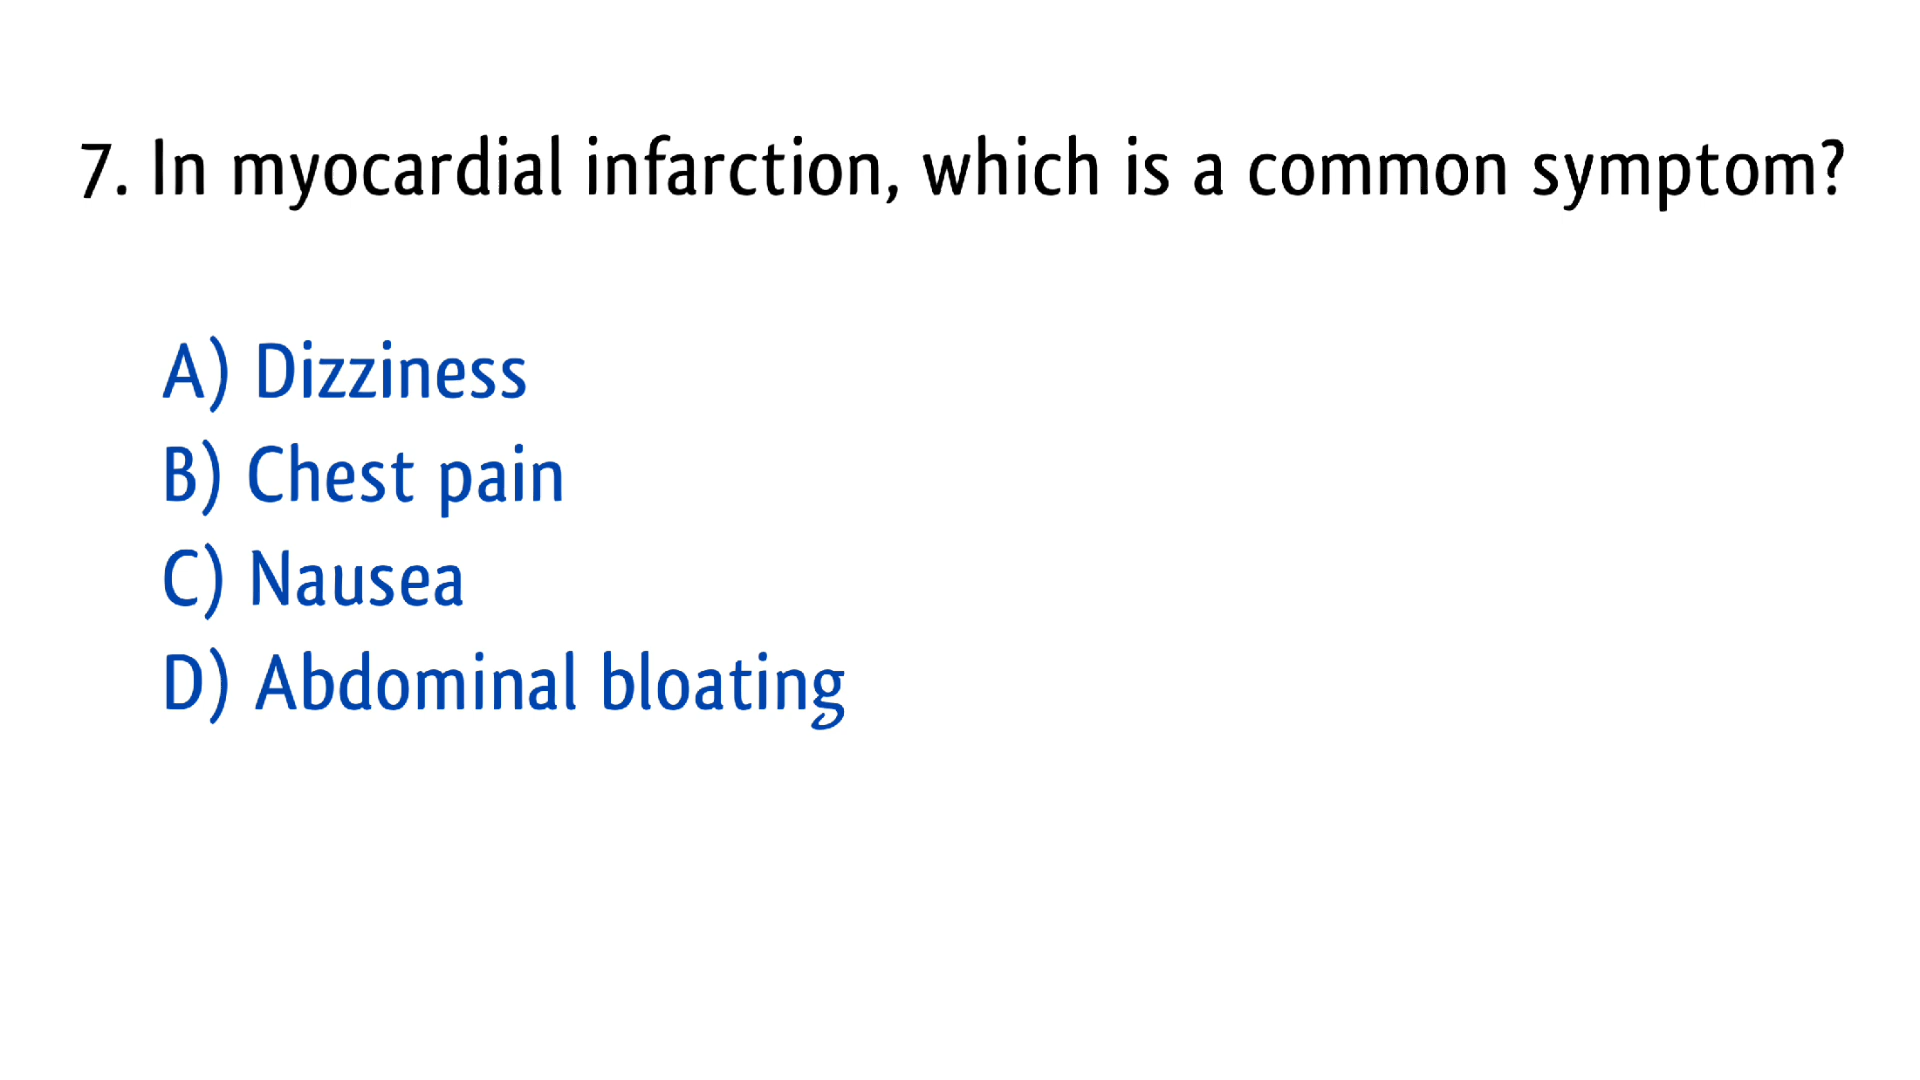 7. In myocardial infarction, which is a common symptom?
A) Dizziness
B) Chest pain
C) Nausea
D) Abdominal bloating